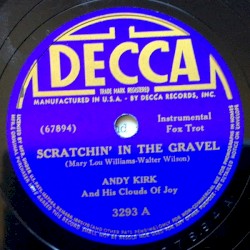 DECCA
TRADE MARK REGISTERED
MANUFACTURED IN U.S.A. - BY DECCA RECORDS, INC.
(67894)
Instrumental
Fox Trot
SCRATCHIN' IN THE GRAVEL
(Mary Lou Williams-Walter Wilson)
ANDY KIRK
And His Clouds Of Joy
3293 A